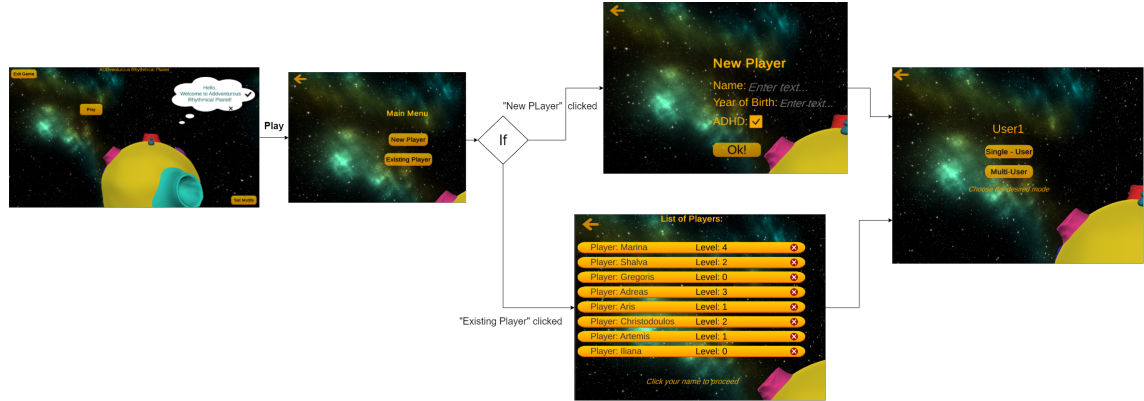 Addventurous Rhythmical Planet
Exit Game
Hello,
Welcome to Addventurous
Rhythmical Planet!
Play
Set Motifs
Play
Main Menu
New Player
Existing Player
If
"New PLayer" clicked
"Existing Player" clicked
New Player
Name: Enter text...
Year of Birth: Enter text...
ADHD:
Ok!
List of Players:
Player: Marina Level: 4
Player: Shalva Level: 2
Player: Gregoris Level: 0
Player: Adreas Level: 3
Player: Aris Level: 1
Player: Christodoulos Level: 2
Player: Artemis Level: 1
Player: Iliana Level: 0
Click your name to proceed
User1
Single - User
Multi-User
Choose the desired mode